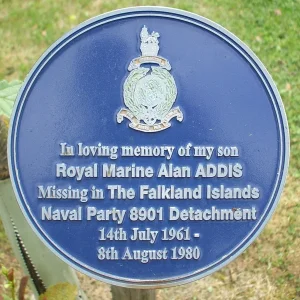 In loving memory of my son
Royal Marine Alan ADDIS
Missing in The Falkland Islands
Naval Party 8901 Detachment
14th July 1961 -
8th August 1980